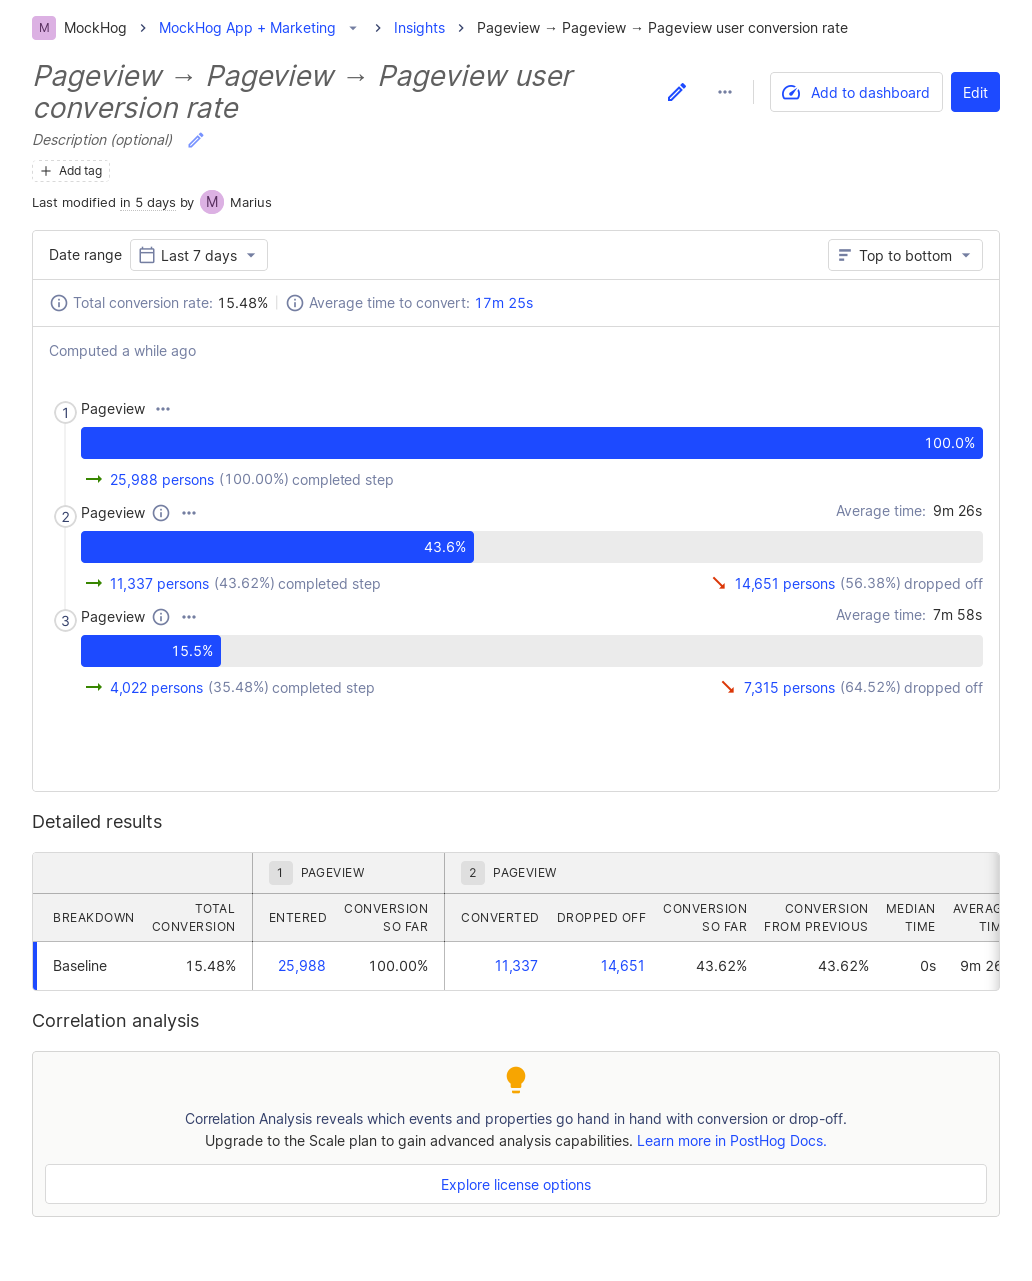 M MockHog > MockHog App + Marketing > Insights > Pageview → Pageview → Pageview user conversion rate
Pageview → Pageview → Pageview user
conversion rate
Add to dashboard
Edit
Description (optional)
+ Add tag
Last modified in 5 days by M Marius
Date range Last 7 days Top to bottom
Total conversion rate: 15.48% Average time to convert: 17m 25s
Computed a while ago
1 Pageview
100.0%
25,988 persons (100.00%) completed step
2 Pageview Average time: 9m 26s
43.6%
11,337 persons (43.62%) completed step 14,651 persons (56.38%) dropped off
3 Pageview Average time: 7m 58s
15.5%
4,022 persons (35.48%) completed step 7,315 persons (64.52%) dropped off
Detailed results
1 PAGEVIEW 2 PAGEVIEW
BREAKDOWN TOTAL CONVERSION ENTERED CONVERSION SO FAR CONVERTED DROPPED OFF CONVERSION SO FAR CONVERSION FROM PREVIOUS MEDIAN TIME
Baseline 15.48% 25,988 100.00% 11,337 14,651 43.62% 43.62% 0s 9m 26
Correlation analysis
Correlation Analysis reveals which events and properties go hand in hand with conversion or drop-off.
Upgrade to the Scale plan to gain advanced analysis capabilities. Learn more in PostHog Docs.
Explore license options